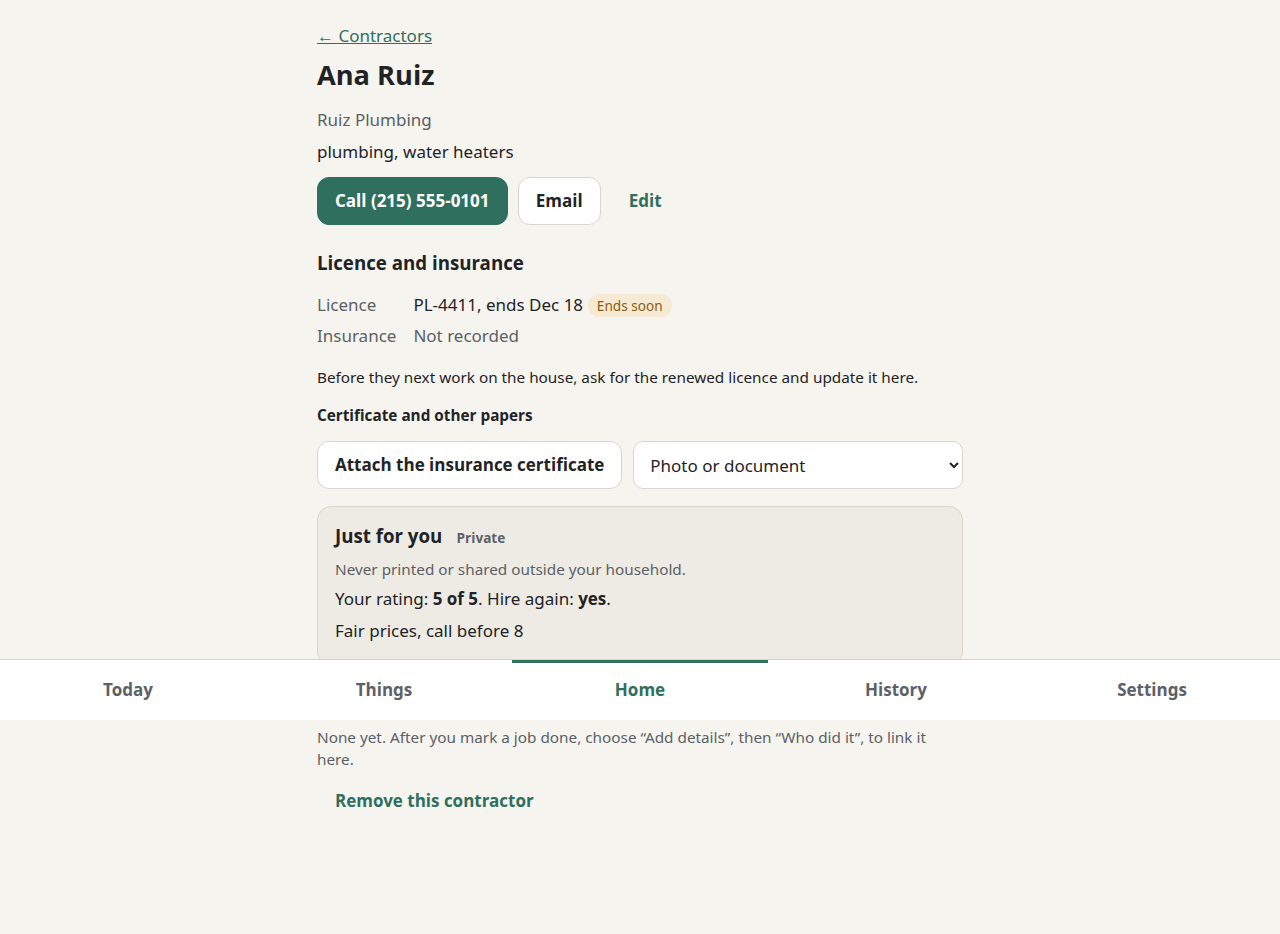 ← Contractors
Ana Ruiz
Ruiz Plumbing
plumbing, water heaters
Call (215) 555-0101 Email Edit
Licence and insurance
Licence PL-4411, ends Dec 18 Ends soon
Insurance Not recorded
Before they next work on the house, ask for the renewed licence and update it here.
Certificate and other papers
Attach the insurance certificate Photo or document
Just for you Private
Never printed or shared outside your household.
Your rating: 5 of 5. Hire again: yes.
Fair prices, call before 8
Today Things Home History Settings
None yet. After you mark a job done, choose “Add details”, then “Who did it”, to link it
here.
Remove this contractor